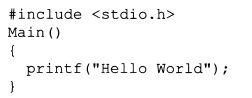 #include <stdio.h>
Main()
{
  printf("Hello World");
}